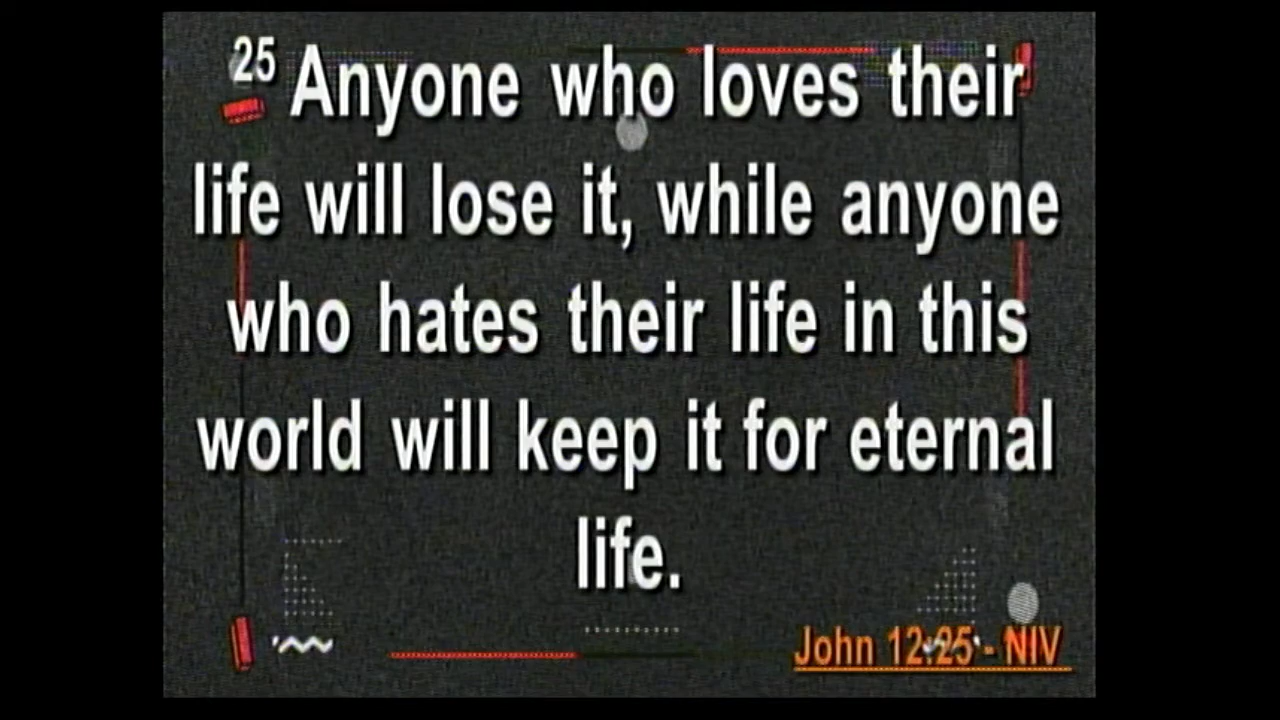 25 Anyone who loves their
life will lose it, while anyone
who hates their life in this
world will keep it for eternal
life.
John 12:25 - NIV